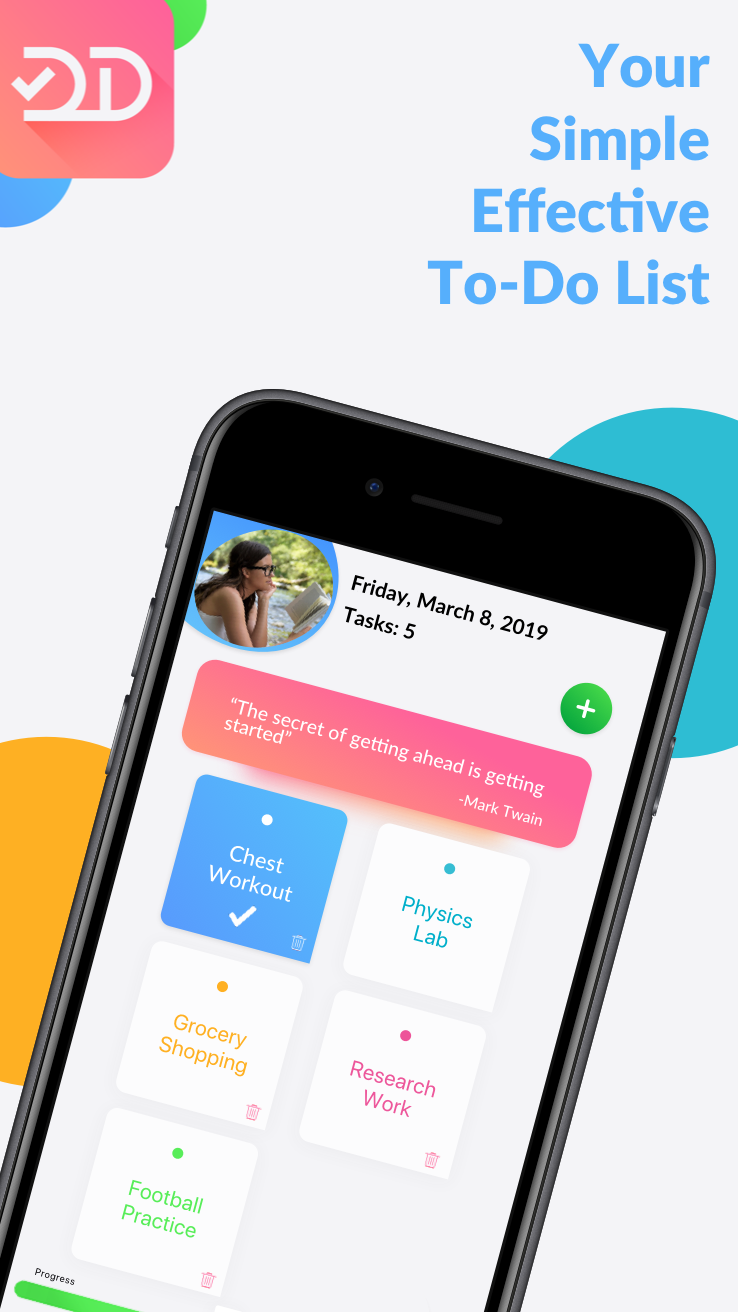 Your
Simple
Effective
To-Do List
Friday, March 8, 2019
Tasks: 5
“The secret of getting ahead is getting
started”
-Mark Twain
Chest
Workout
Physics
Lab
Grocery
Shopping
Research
Work
Football
Practice
Progress